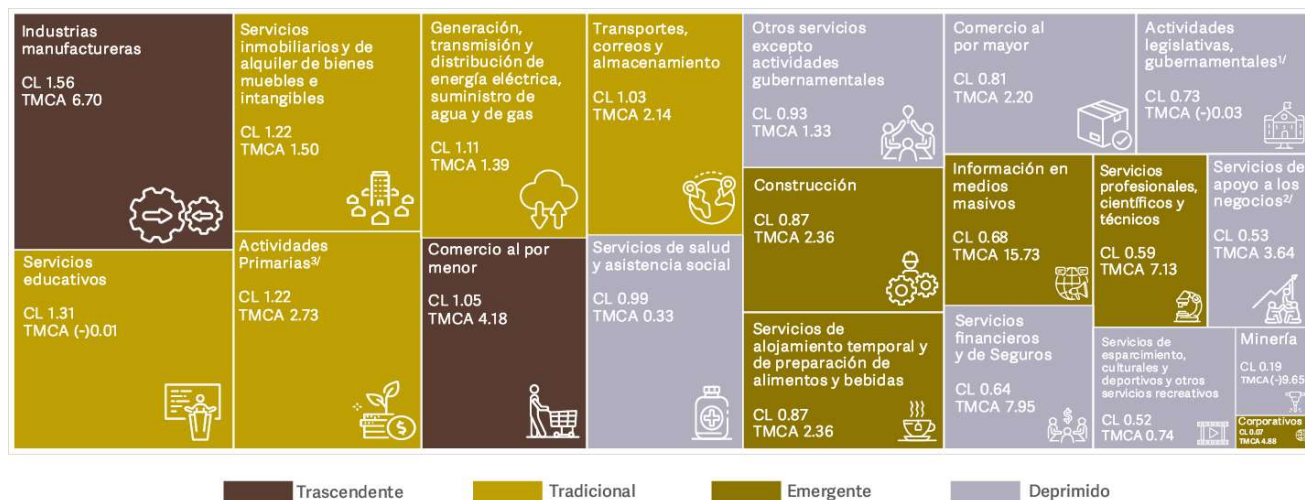 Industrias
manufactureras
CL 1.56
TMCA 6.70
Servicios
inmobiliarios y de
alquiler de bienes
muebles e
intangibles
CL 1.22
TMCA 1.50
Generación,
transmisión y
distribución de
energía eléctrica,
suministro de
agua y de gas
CL 1.11
TMCA 1.39
Transportes,
correos y
almacenamiento
CL 1.03
TMCA 2.14
Otros servicios
excepto
actividades
gubernamentales
CL 0.93
TMCA 1.33
Comercio al
por mayor
CL 0.81
TMCA 2.20
Actividades
legislativas,
gubernamentales1/
CL 0.73
TMCA (-)0.03
Servicios
educativos
CL 1.31
TMCA (-)0.01
Actividades
Primarias3/
CL 1.22
TMCA 2.73
Comercio al por
menor
CL 1.05
TMCA 4.18
Servicios de salud
y asistencia social
CL 0.99
TMCA 0.33
Construcción
CL 0.87
TMCA 2.36
Información en
medios
masivos
CL 0.68
TMCA 15.73
Servicios
profesionales,
científicos y
técnicos
CL 0.59
TMCA 7.13
Servicios de
apoyo a los
negocios2/
CL 0.53
TMCA 3.64
Servicios de
alojamiento temporal y
de preparación de
alimentos y bebidas
CL 0.87
TMCA 2.36
Servicios
financieros
y de Seguros
CL 0.64
TMCA 7.95
Servicios de
esparcimiento,
culturales y
deportivos y otros
servicios recreativos
CL 0.52
TMCA 0.74
Minería
CL 0.19
TMCA (-)9.65
Corporativos
CL 0.07
TMCA 4.88
Trascendente
Tradicional
Emergente
Deprimido